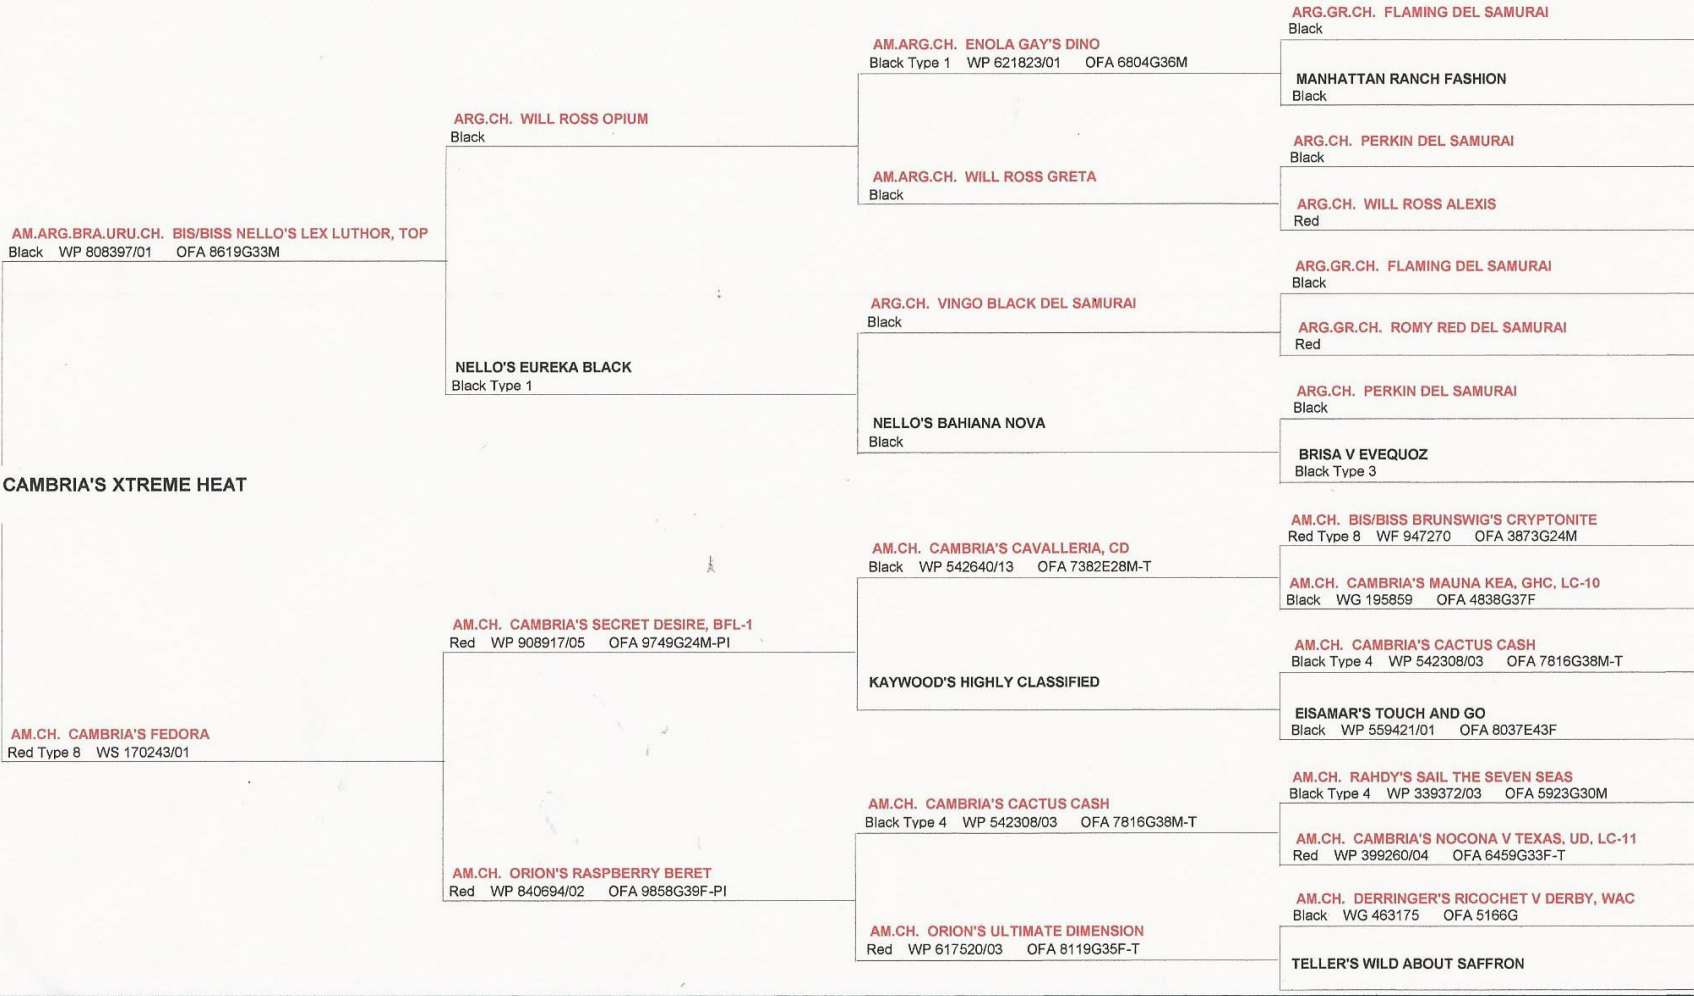 ARG.GR.CH. FLAMING DEL SAMURAI
Black
AM.ARG.CH. ENOLA GAY'S DINO
Black Type 1 WP 621823/01 OFA 6804G36M
MANHATTAN RANCH FASHION
Black
ARG.CH. WILL ROSS OPIUM
Black
ARG.CH. PERKIN DEL SAMURAI
Black
AM.ARG.CH. WILL ROSS GRETA
Black
ARG.CH. WILL ROSS ALEXIS
Red
AM.ARG.BRA.URU.CH. BIS/BISS NELLO'S LEX LUTHOR, TOP
Black WP 808397/01 OFA 8619G33M
ARG.GR.CH. FLAMING DEL SAMURAI
Black
ARG.CH. VINGO BLACK DEL SAMURAI
Black
ARG.GR.CH. ROMY RED DEL SAMURAI
Red
NELLO'S EUREKA BLACK
Black Type 1
ARG.CH. PERKIN DEL SAMURAI
Black
NELLO'S BAHIANA NOVA
Black
BRISA V EVEQUOZ
Black Type 3
CAMBRIA'S XTREME HEAT
AM.CH. BIS/BISS BRUNSWIG'S CRYPTONITE
Red Type 8 WF 947270 OFA 3873G24M
AM.CH. CAMBRIA'S CAVALLERIA, CD
Black WP 542640/13 OFA 7382E28M-T
AM.CH. CAMBRIA'S MAUNA KEA, GHC, LC-10
Black WG 195859 OFA 4838G37F
AM.CH. CAMBRIA'S SECRET DESIRE, BFL-1
Red WP 908917/05 OFA 9749G24M-PI
AM.CH. CAMBRIA'S CACTUS CASH
Black Type 4 WP 542308/03 OFA 7816G38M-T
KAYWOOD'S HIGHLY CLASSIFIED
EISAMAR'S TOUCH AND GO
Black WP 559421/01 OFA 8037E43F
AM.CH. CAMBRIA'S FEDORA
Red Type 8 WS 170243/01
AM.CH. RAHDY'S SAIL THE SEVEN SEAS
Black Type 4 WP 339372/03 OFA 5923G30M
AM.CH. CAMBRIA'S CACTUS CASH
Black Type 4 WP 542308/03 OFA 7816G38M-T
AM.CH. CAMBRIA'S NOCONA V TEXAS, UD, LC-11
Red WP 399260/04 OFA 6459G33F-T
AM.CH. ORION'S RASPBERRY BERET
Red WP 840694/02 OFA 9858G39F-PI
AM.CH. DERRINGER'S RICOCHET V DERBY, WAC
Black WG 463175 OFA 5166G
AM.CH. ORION'S ULTIMATE DIMENSION
Red WP 617520/03 OFA 8119G35F-T
TELLER'S WILD ABOUT SAFFRON